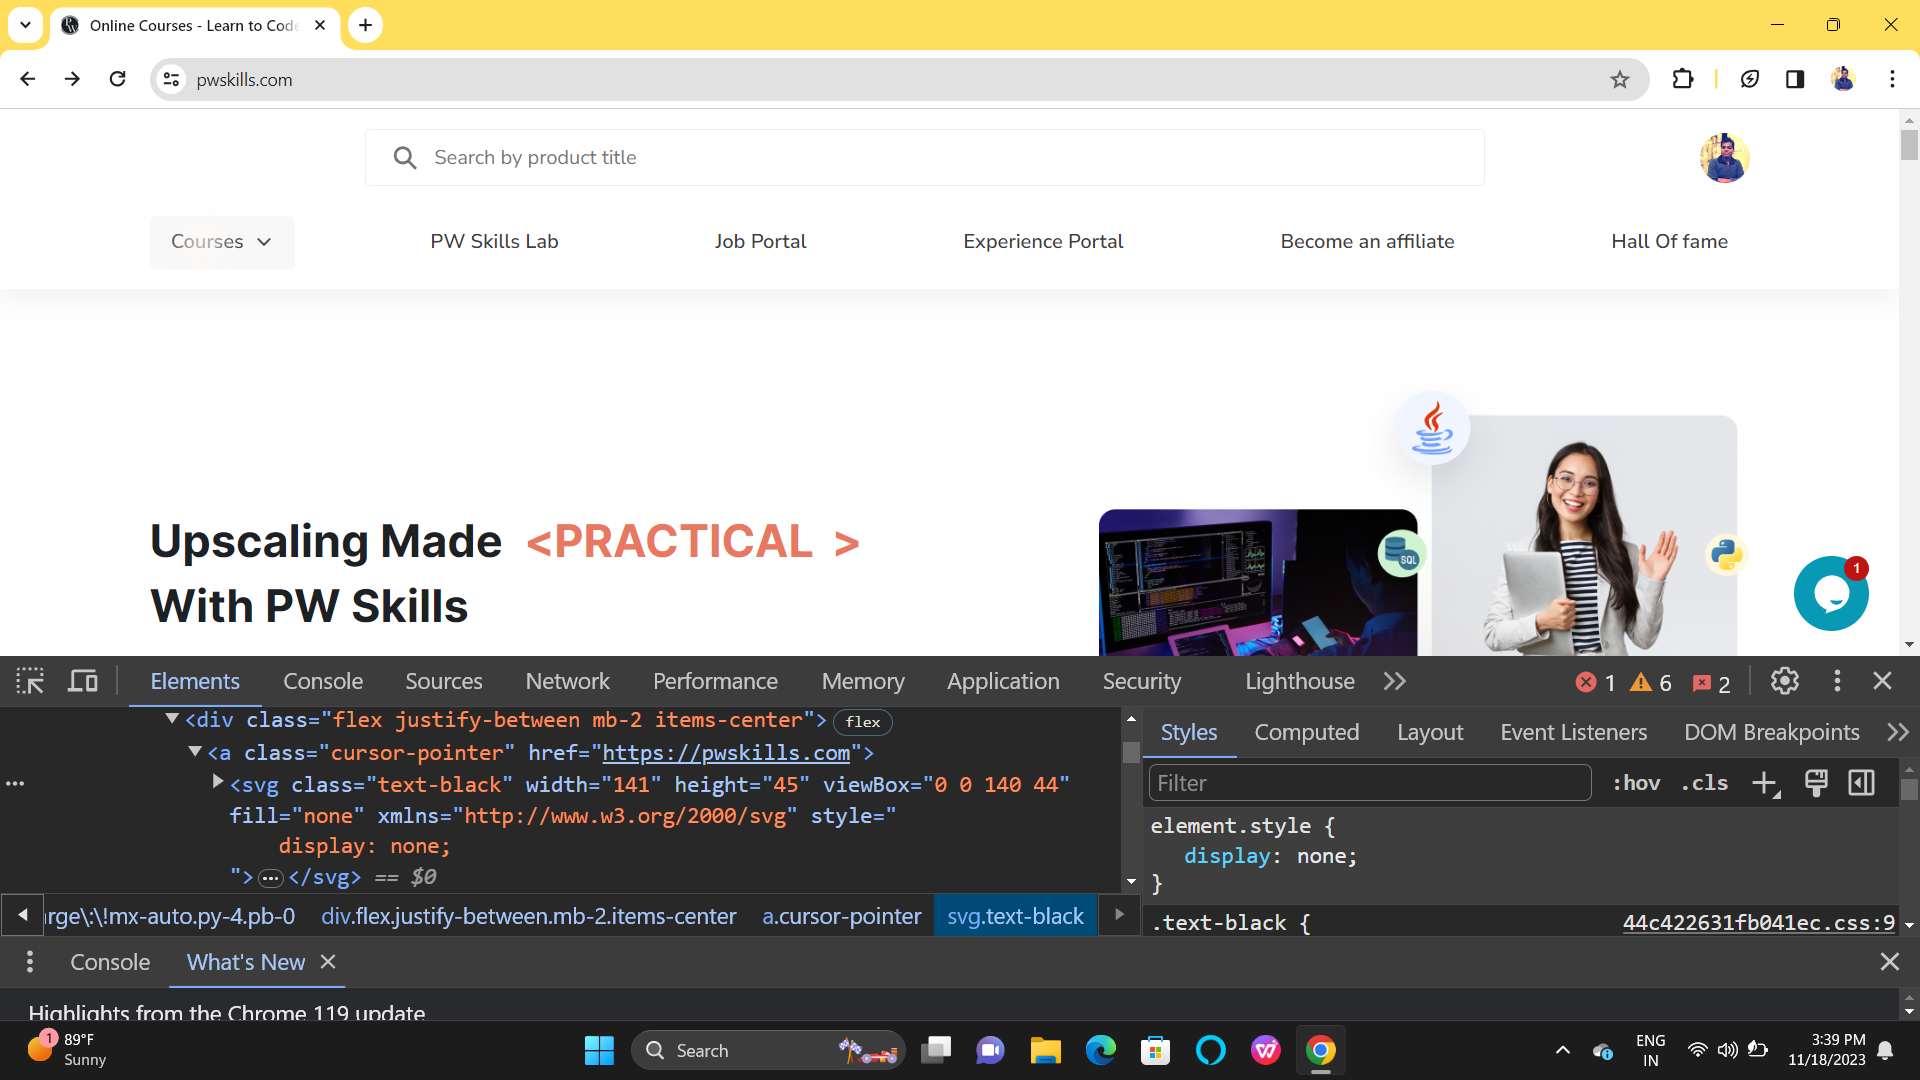 Online Courses - Learn to Code
pwskills.com
Search by product title
Courses
PW Skills Lab
Job Portal
Experience Portal
Become an affiliate
Hall Of fame
Upscaling Made <PRACTICAL >
With PW Skills
SQL
1
Elements Console Sources Network Performance Memory Application Security Lighthouse
1 6 2
<div class="flex justify-between mb-2 items-center"> flex
<a class="cursor-pointer" href="https://pwskills.com">
<svg class="text-black" width="141" height="45" viewBox="0 0 140 44"
fill="none" xmlns="http://www.w3.org/2000/svg" style="
display: none;
">…</svg> == $0
rge\:\!mx-auto.py-4.pb-0 div.flex.justify-between.mb-2.items-center a.cursor-pointer svg.text-black
Styles Computed Layout Event Listeners DOM Breakpoints
Filter :hov .cls
element.style {
display: none;
}
.text-black { 44c422631fb041ec.css:9
Console What's New
Highlights from the Chrome 119 update
1
89°F
Sunny
Search
ENG
IN
3:39 PM
11/18/2023